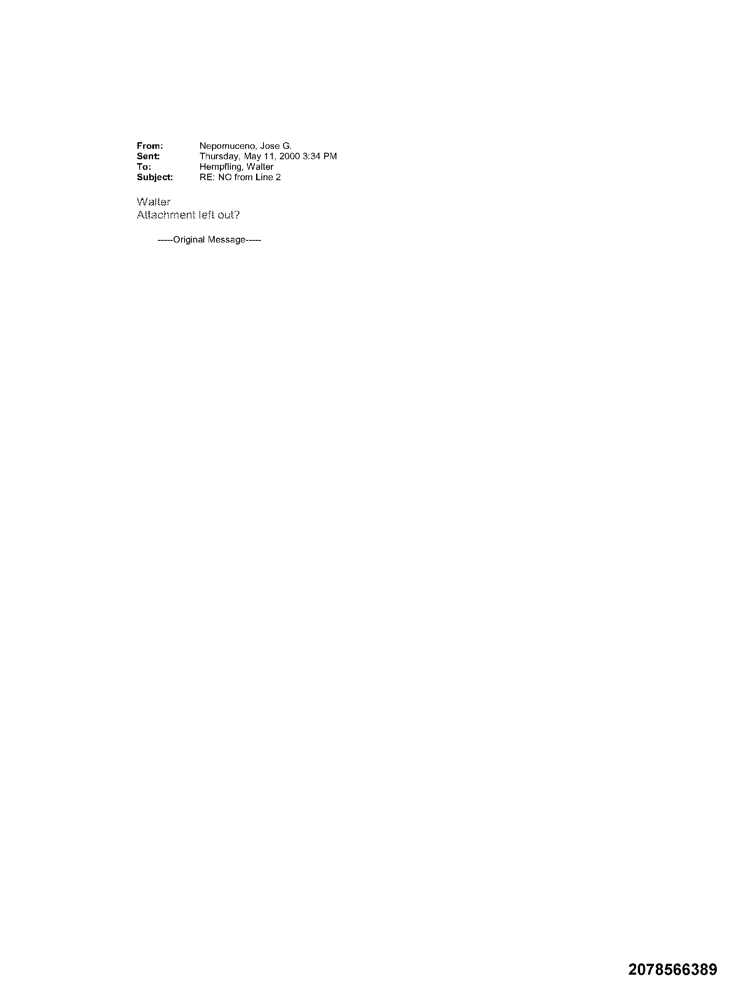 From: Nepomuceno, Jose G.
Sent: Thursday, May 11, 2000 3:34 PM
To: Hempfling, Walter
Subject: RE: NO from Line 2
Walter
Attachment left out?
-----Original Message-----
2078566389